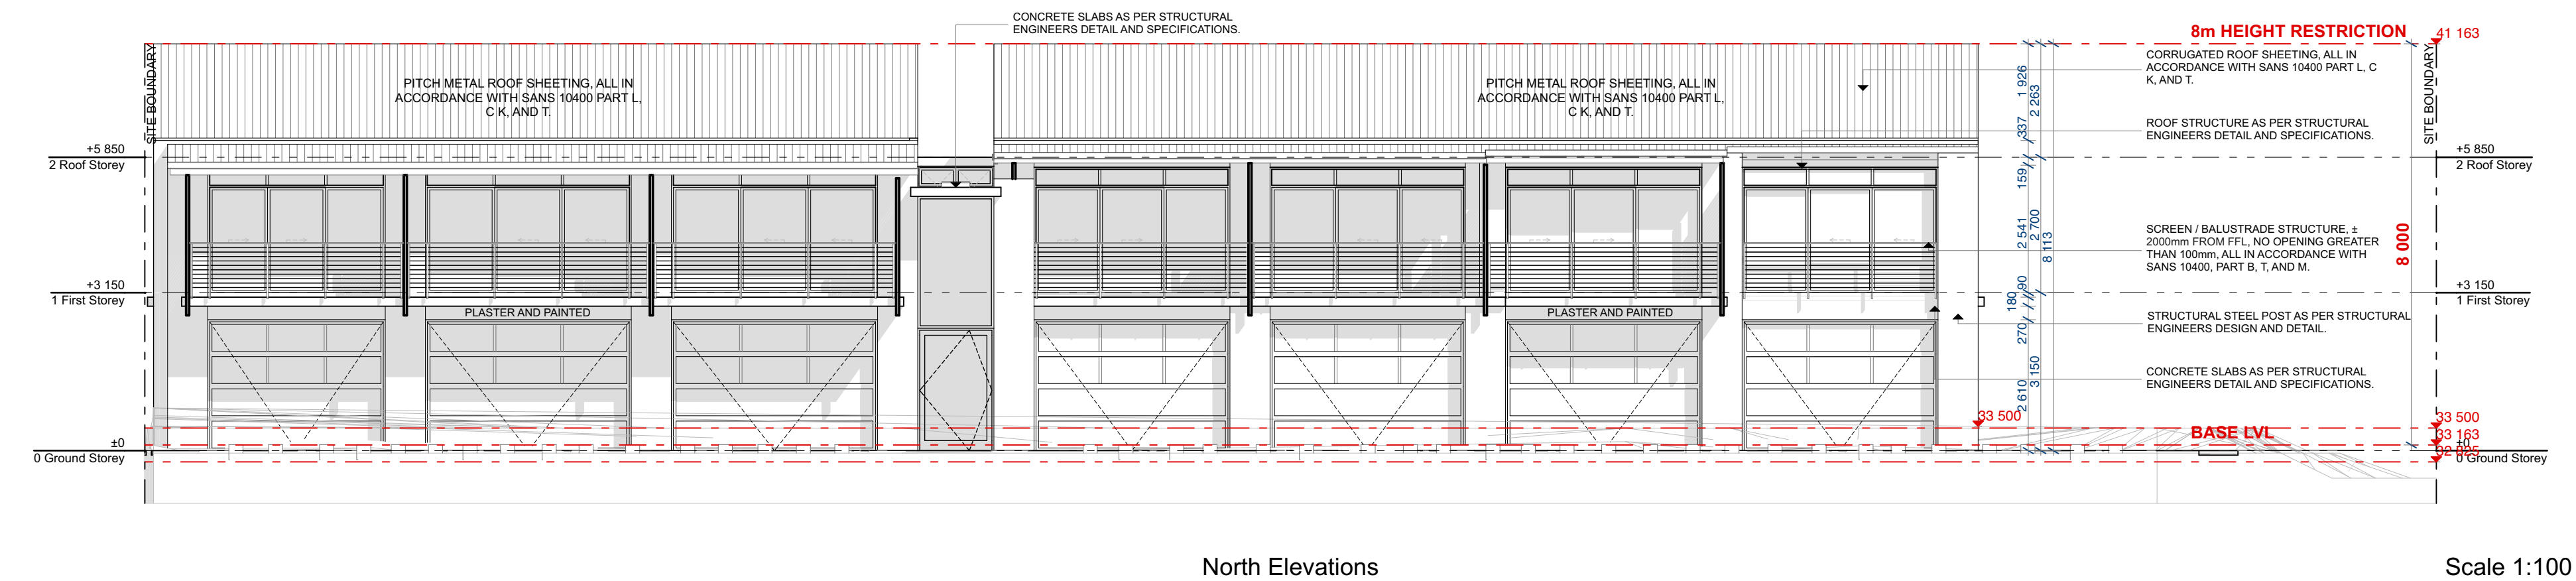 CONCRETE SLABS AS PER STRUCTURAL
ENGINEERS DETAIL AND SPECIFICATIONS.
8m HEIGHT RESTRICTION
41 163
SITE BOUNDARY
PITCH METAL ROOF SHEETING, ALL IN
ACCORDANCE WITH SANS 10400 PART L,
C K, AND T.
PITCH METAL ROOF SHEETING, ALL IN
ACCORDANCE WITH SANS 10400 PART L,
C K, AND T.
CORRUGATED ROOF SHEETING, ALL IN
ACCORDANCE WITH SANS 10400 PART L, C
K, AND T.
SITE BOUNDARY
1 926
2 263
337
ROOF STRUCTURE AS PER STRUCTURAL
ENGINEERS DETAIL AND SPECIFICATIONS.
+5 850
2 Roof Storey
+5 850
2 Roof Storey
159
2 541
2 700
8 113
SCREEN / BALUSTRADE STRUCTURE, ±
2000mm FROM FFL, NO OPENING GREATER
THAN 100mm, ALL IN ACCORDANCE WITH
SANS 10400, PART B, T, AND M.
8 000
+3 150
1 First Storey
+3 150
1 First Storey
90
180
270
PLASTER AND PAINTED
PLASTER AND PAINTED
STRUCTURAL STEEL POST AS PER STRUCTURAL
ENGINEERS DESIGN AND DETAIL.
3 150
2 610
CONCRETE SLABS AS PER STRUCTURAL
ENGINEERS DETAIL AND SPECIFICATIONS.
33 500
33 500
BASE LVL
33 163
±0
0 Ground Storey
±0
0 Ground Storey
North Elevations
Scale 1:100